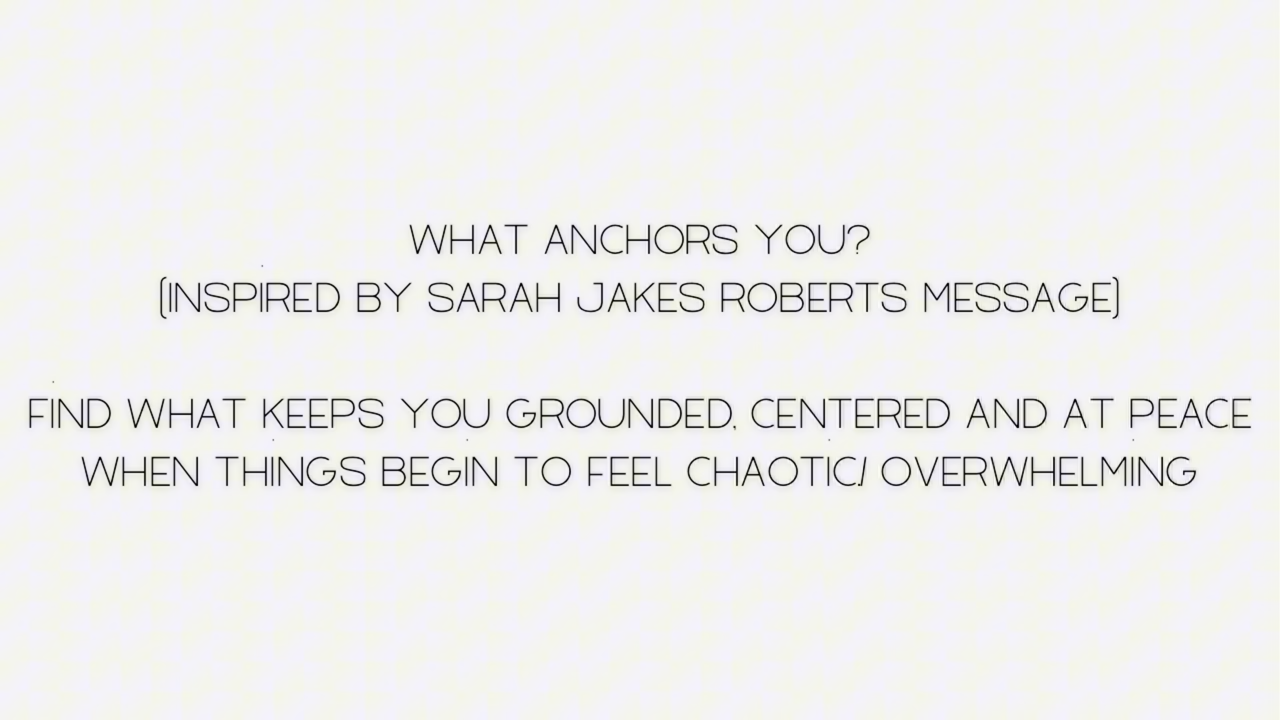 WHAT ANCHORS YOU?
(INSPIRED BY SARAH JAKES ROBERTS MESSAGE)
FIND WHAT KEEPS YOU GROUNDED, CENTERED AND AT PEACE
WHEN THINGS BEGIN TO FEEL CHAOTIC/ OVERWHELMING